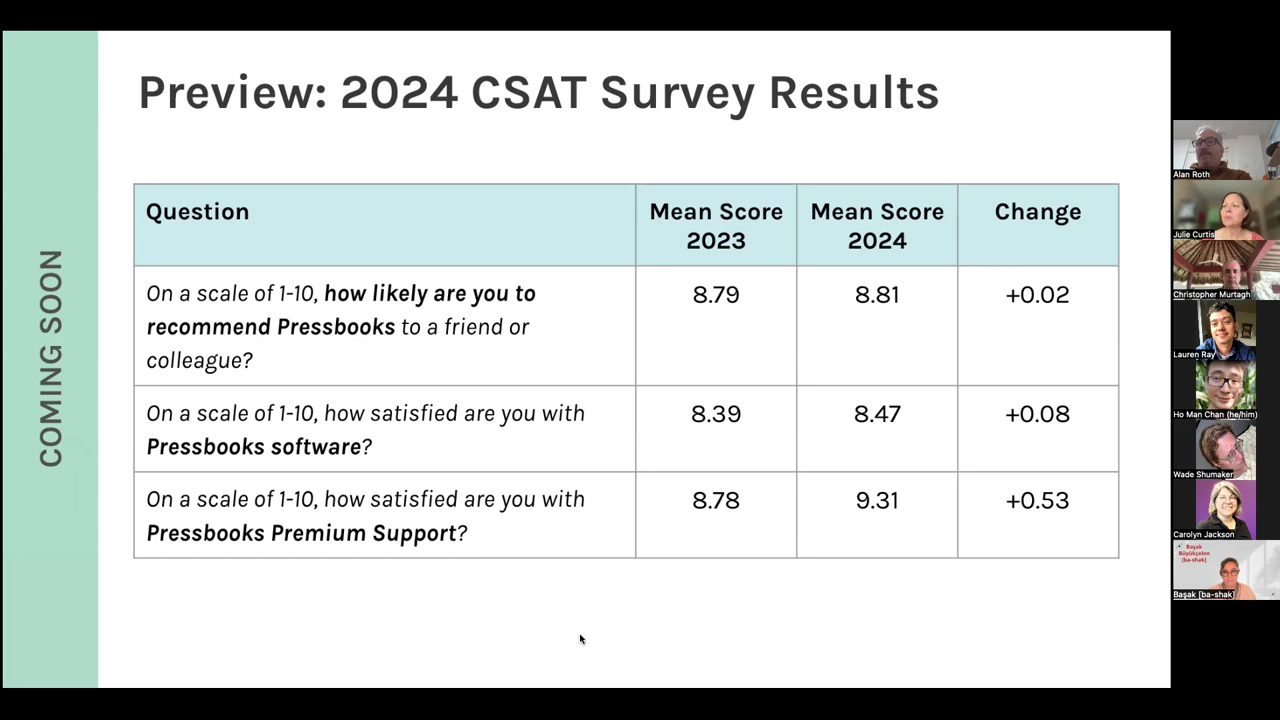 COMING SOON
Preview: 2024 CSAT Survey Results
Question
Mean Score
2023
Mean Score
2024
Change
On a scale of 1-10, how likely are you to
recommend Pressbooks to a friend or
colleague?
8.79
8.81
+0.02
On a scale of 1-10, how satisfied are you with
Pressbooks software?
8.39
8.47
+0.08
On a scale of 1-10, how satisfied are you with
Pressbooks Premium Support?
8.78
9.31
+0.53
Alan Roth
Julie Curtis
Christopher Murtagh
Lauren Ray
Ho Man Chan (he/him)
Wade Shumaker
Carolyn Jackson
Başak
Büyükçelen
[ba-shak]
Başak [ba-shak]